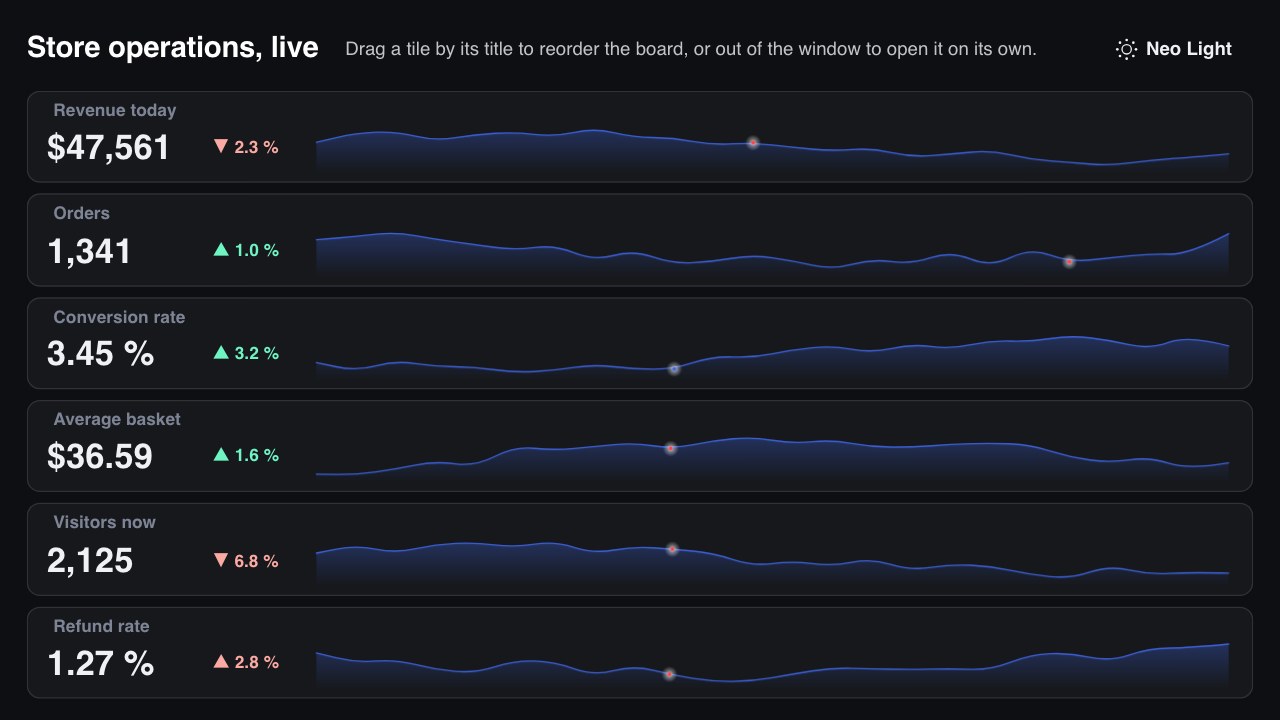 Store operations, live
Drag a tile by its title to reorder the board, or out of the window to open it on its own.
Neo Light
Revenue today
$47,561
▼ 2.3 %
Orders
1,341
▲ 1.0 %
Conversion rate
3.45 %
▲ 3.2 %
Average basket
$36.59
▲ 1.6 %
Visitors now
2,125
▼ 6.8 %
Refund rate
1.27 %
▲ 2.8 %